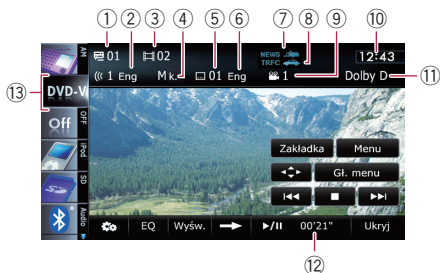 ① ② ③ ④ ⑤ ⑥ ⑦ ⑧ ⑨ ⑩
01 02 NEWS 12:43
TRFC
1 Eng M k. 01 Eng 1 Dolby D ⑪
⑬
AM
DVD-Vi
Off OFF
iPod
SD
Audio
Zakładka Menu
Gł. menu
EQ Wyśw. 00'21" Ukryj
⑫